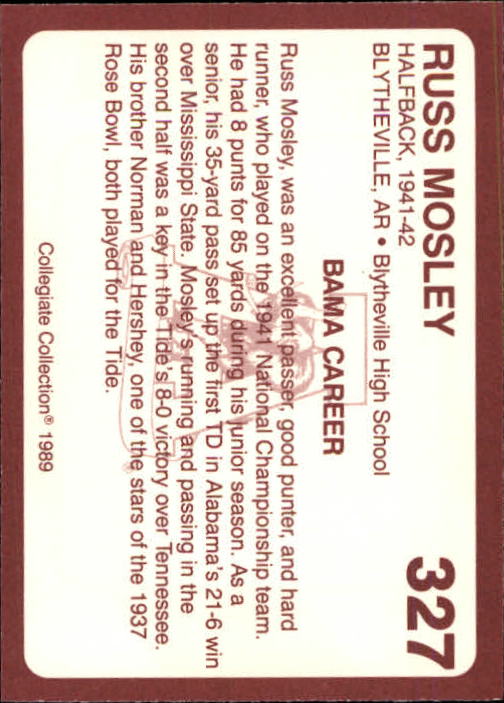 RUSS MOSLEY 327
HALFBACK, 1941-42
BLYTHEVILLE, AR • Blytheville High School
BAMA CAREER
Russ Mosley, was an excellent passer, good punter, and hard
runner, who played on the 1941 National Championship team.
He had 8 punts for 85 yards during his junior season. As a
senior, his 35-yard pass set up the first TD in Alabama's 21-6 win
over Mississippi State. Mosley's running and passing in the
second half was a key in the Tide's 8-0 victory over Tennessee.
His brother Norman and Hershey, one of the stars of the 1937
Rose Bowl, both played for the Tide.
Collegiate Collection® 1989